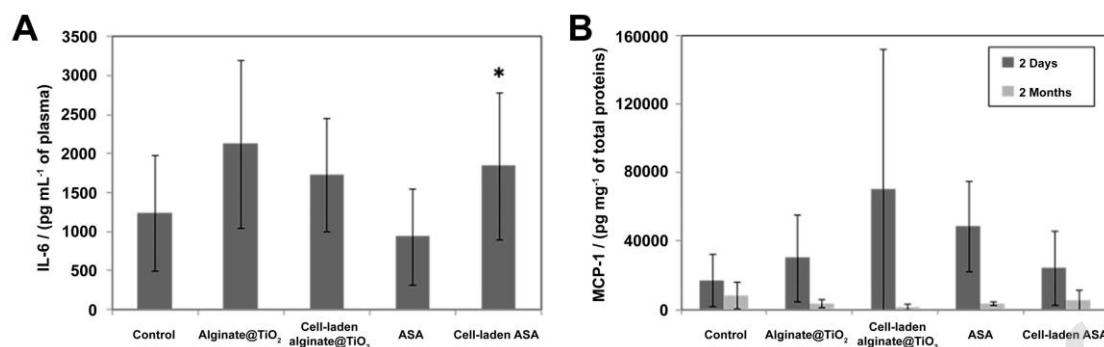 A
IL-6 / (pg mL⁻¹ of plasma)
3500
3000
2500
2000
1500
1000
500
0
*
Control
Alginate@TiO₂
Cell-laden
alginate@TiO₂
ASA
Cell-laden ASA
B
MCP-1 / (pg mg⁻¹ of total proteins)
160000
120000
80000
40000
0
2 Days
2 Months
Control
Alginate@TiO₂
Cell-laden
alginate@TiO₂
ASA
Cell-laden ASA